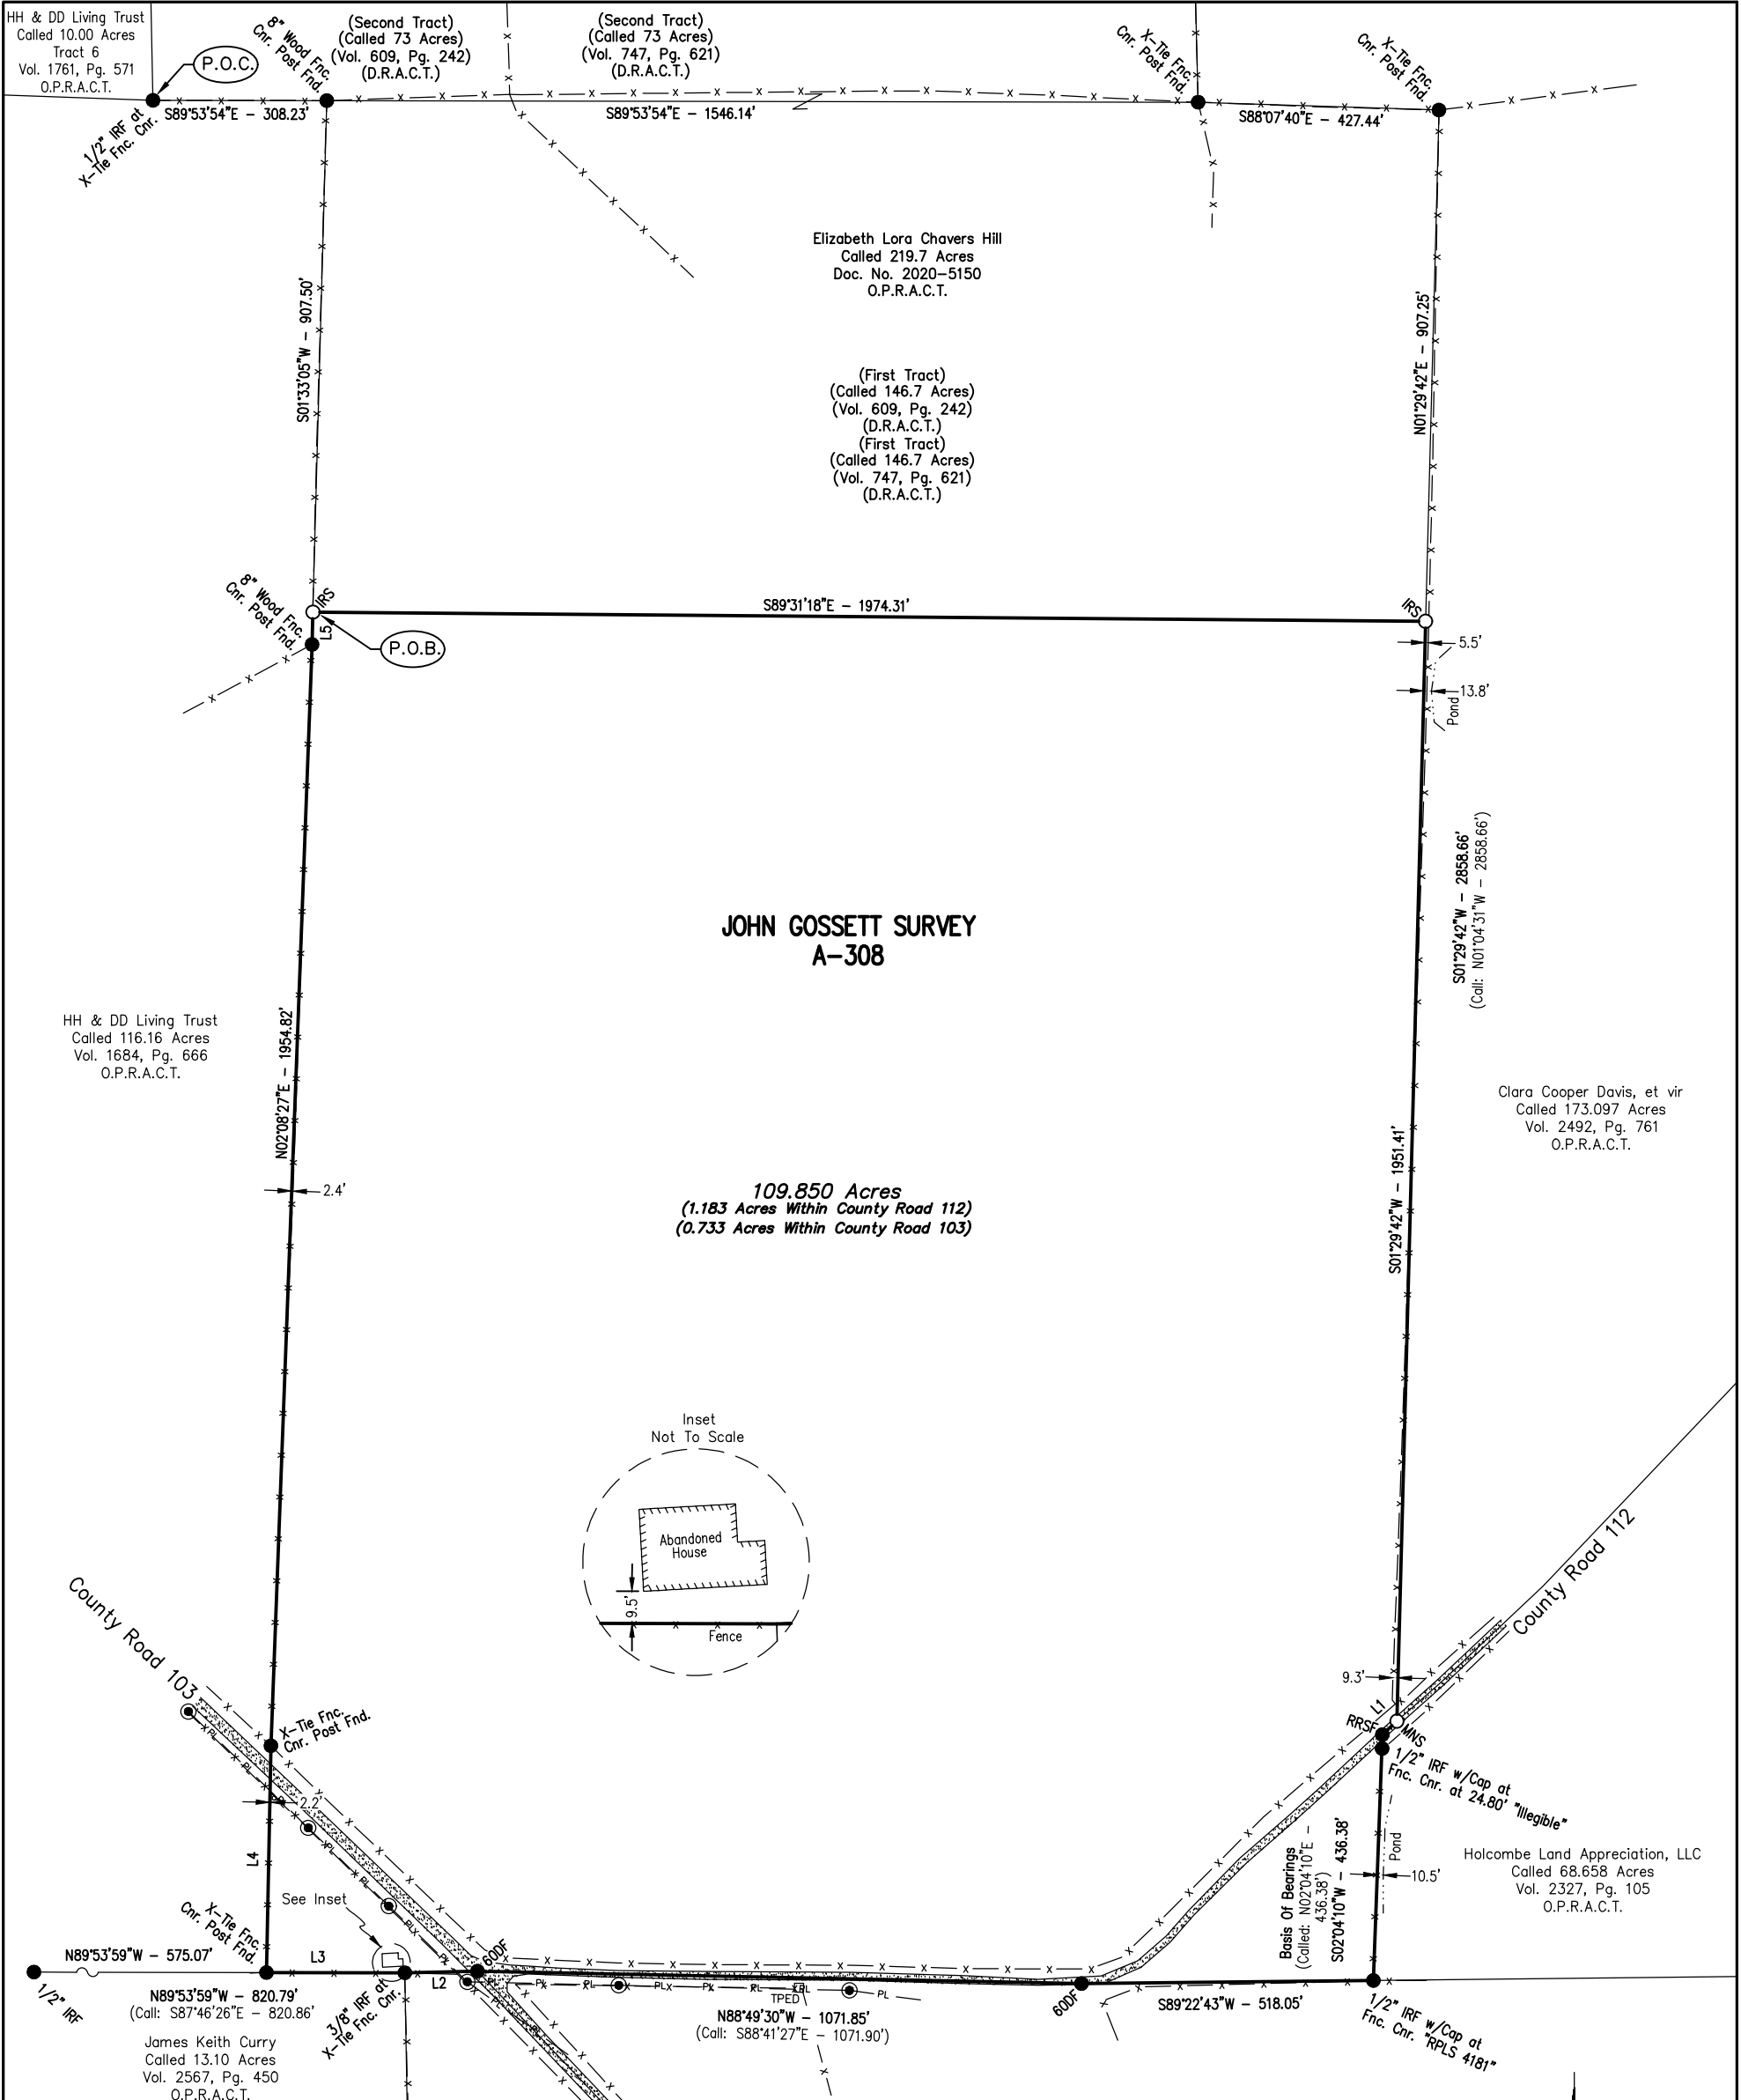 HH & DD Living Trust
Called 10.00 Acres
Tract 6
Vol. 1761, Pg. 571
O.P.R.A.C.T.
P.O.C.
1/2" IRF at
X-Tie Fnc. Cnr.
8" Wood Fnc.
Cnr. Post Fnd.
(Second Tract)
(Called 73 Acres)
(Vol. 609, Pg. 242)
(D.R.A.C.T.)
(Second Tract)
(Called 73 Acres)
(Vol. 747, Pg. 621)
(D.R.A.C.T.)
X-Tie Fnc.
Cnr. Post Fnd.
X-Tie Fnc.
Cnr. Post Fnd.
S89°53'54"E - 308.23'
S89°53'54"E - 1546.14'
S88°07'40"E - 427.44'
Elizabeth Lora Chavers Hill
Called 219.7 Acres
Doc. No. 2020-5150
O.P.R.A.C.T.
(First Tract)
(Called 146.7 Acres)
(Vol. 609, Pg. 242)
(D.R.A.C.T.)
(First Tract)
(Called 146.7 Acres)
(Vol. 747, Pg. 621)
(D.R.A.C.T.)
S01°33'05"W - 907.50'
N01°29'42"E - 907.25'
8" Wood Fnc.
Cnr. Post Fnd.
IRS
L5
P.O.B.
S89°31'18"E - 1974.31'
IRS
5.5'
13.8'
Pond
S01°29'42"W - 2858.66'
(Call: N01°04'31"W - 2858.66')
JOHN GOSSETT SURVEY
A-308
HH & DD Living Trust
Called 116.16 Acres
Vol. 1684, Pg. 666
O.P.R.A.C.T.
N02°08'27"E - 1954.82'
2.4'
Clara Cooper Davis, et vir
Called 173.097 Acres
Vol. 2492, Pg. 761
O.P.R.A.C.T.
S01°29'42"W - 1951.41'
109.850 Acres
(1.183 Acres Within County Road 112)
(0.733 Acres Within County Road 103)
Inset
Not To Scale
Abandoned
House
9.5'
Fence
County Road 103
County Road 112
X-Tie Fnc.
Cnr. Post Fnd.
2.2'
L4
See Inset
X-Tie Fnc.
Cnr. Post Fnd.
9.3'
L1
RRSF
MNS
1/2" IRF w/Cap at
Fnc. Cnr. at 24.80' "Illegible"
Pond
10.5'
Basis Of Bearings
(Called: N02°04'10"E -
436.38')
S02°04'10"W - 436.38'
Holcombe Land Appreciation, LLC
Called 68.658 Acres
Vol. 2327, Pg. 105
O.P.R.A.C.T.
N89°53'59"W - 575.07'
L3
L2
60DF
60DF
1/2" IRF
N89°53'59"W - 820.79'
(Call: S87°46'26"E - 820.86'
3/8" IRF at
X-Tie Fnc. Cnr.
TPED
PL
N88°49'30"W - 1071.85'
(Call: S88°41'27"E - 1071.90')
S89°22'43"W - 518.05'
1/2" IRF w/Cap at
Fnc. Cnr. "RPLS 4181"
James Keith Curry
Called 13.10 Acres
Vol. 2567, Pg. 450
O.P.R.A.C.T.